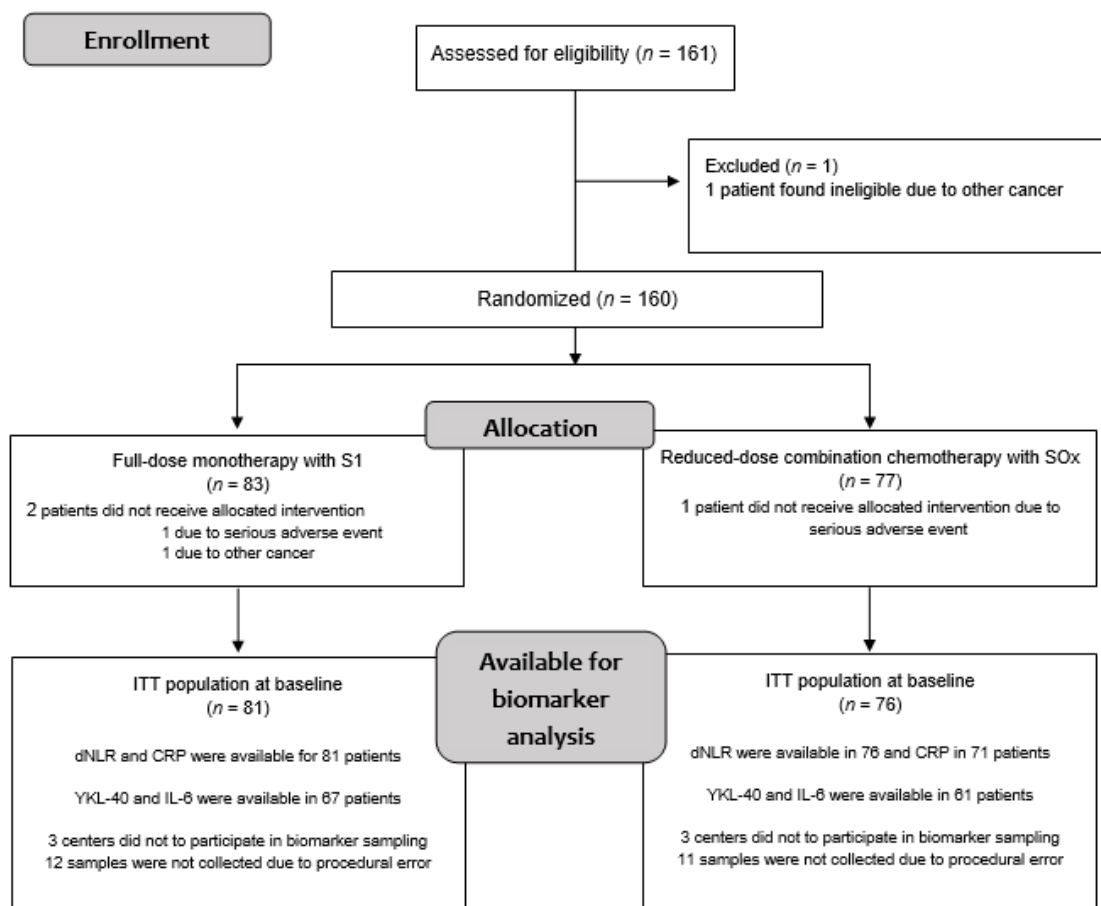 Enrollment
Assessed for eligibility (n = 161)
Excluded (n = 1)
1 patient found ineligible due to other cancer
Randomized (n = 160)
Allocation
Full-dose monotherapy with S1
(n = 83)
2 patients did not receive allocated intervention
1 due to serious adverse event
1 due to other cancer
Reduced-dose combination chemotherapy with SOx
(n = 77)
1 patient did not receive allocated intervention due to
serious adverse event
Available for
biomarker
analysis
ITT population at baseline
(n = 81)
dNLR and CRP were available for 81 patients
YKL-40 and IL-6 were available in 67 patients
3 centers did not to participate in biomarker sampling
12 samples were not collected due to procedural error
ITT population at baseline
(n = 76)
dNLR were available in 76 and CRP in 71 patients
YKL-40 and IL-6 were available in 61 patients
3 centers did not to participate in biomarker sampling
11 samples were not collected due to procedural error